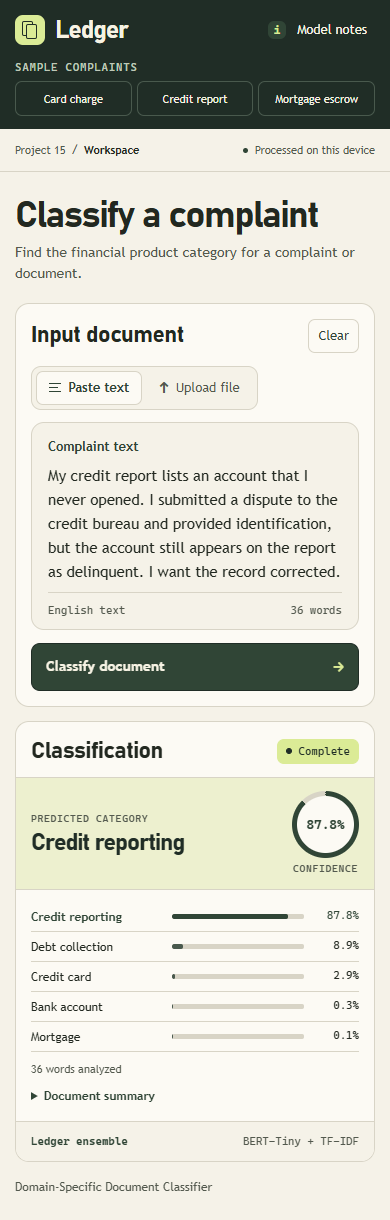 Ledger
i Model notes
SAMPLE COMPLAINTS
Card charge Credit report Mortgage escrow
Project 15 / Workspace Processed on this device
Classify a complaint
Find the financial product category for a complaint or
document.
Input document Clear
Paste text Upload file
Complaint text
My credit report lists an account that I
never opened. I submitted a dispute to the
credit bureau and provided identification,
but the account still appears on the report
as delinquent. I want the record corrected.
English text 36 words
Classify document →
Classification Complete
PREDICTED CATEGORY
Credit reporting
87.8%
CONFIDENCE
Credit reporting 87.8%
Debt collection 8.9%
Credit card 2.9%
Bank account 0.3%
Mortgage 0.1%
36 words analyzed
Document summary
Ledger ensemble BERT-Tiny + TF-IDF
Domain-Specific Document Classifier